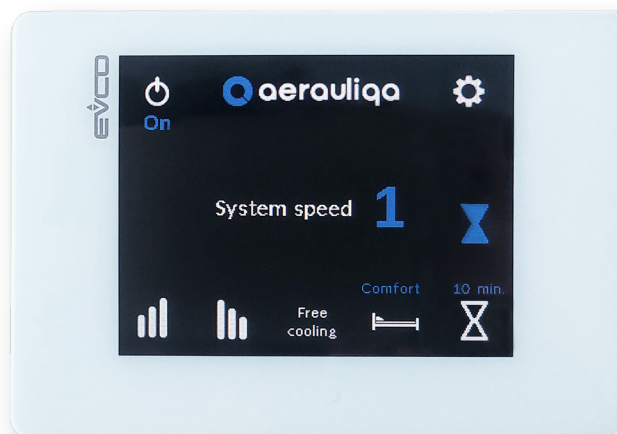 EVCO
aerauliqa
On
System speed 1
Comfort
10 min.
Free
cooling